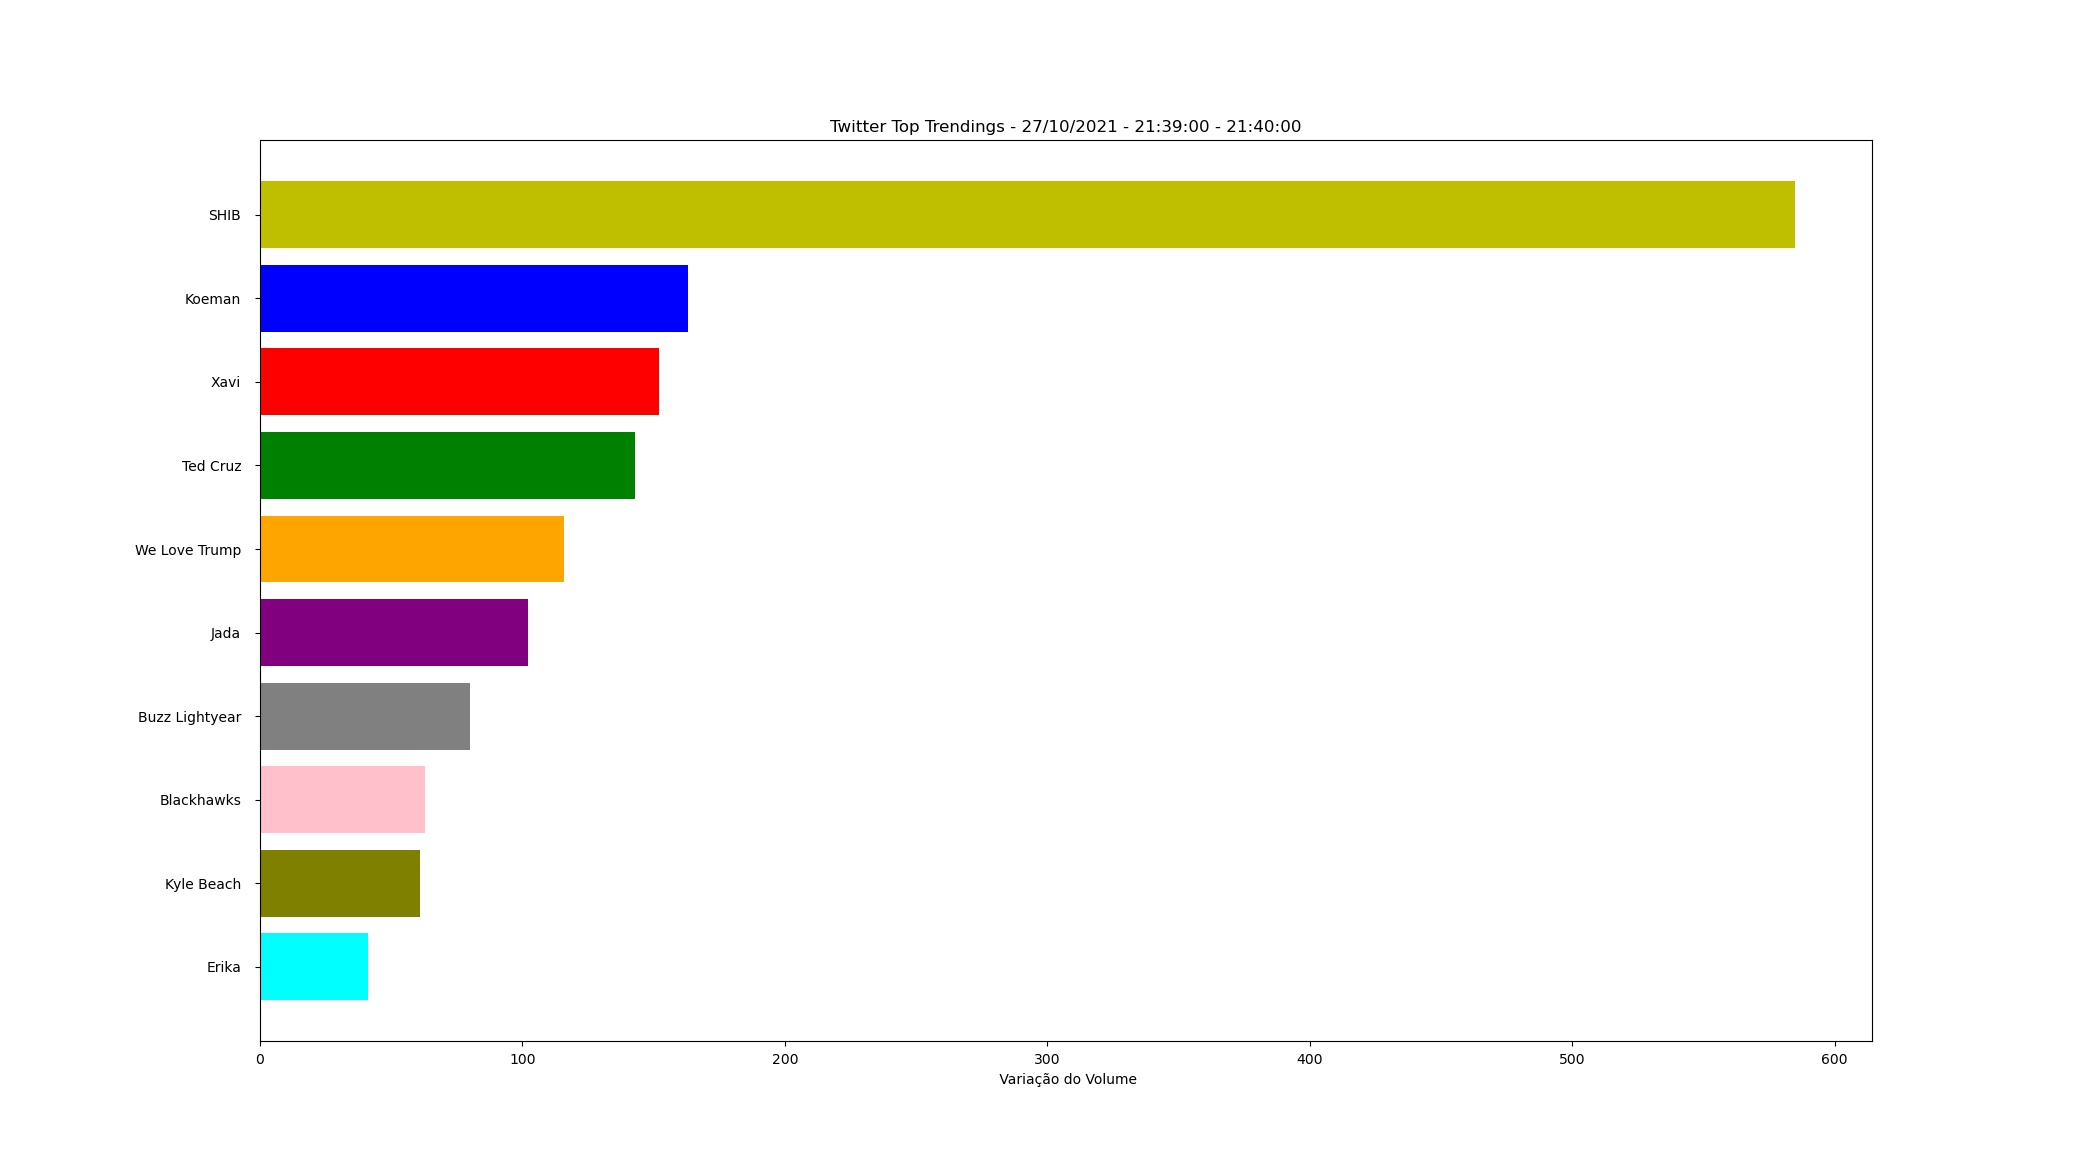 Twitter Top Trendings - 27/10/2021 - 21:39:00 - 21:40:00
SHIB
Koeman
Xavi
Ted Cruz
We Love Trump
Jada
Buzz Lightyear
Blackhawks
Kyle Beach
Erika
0 100 200 300 400 500 600
Variação do Volume